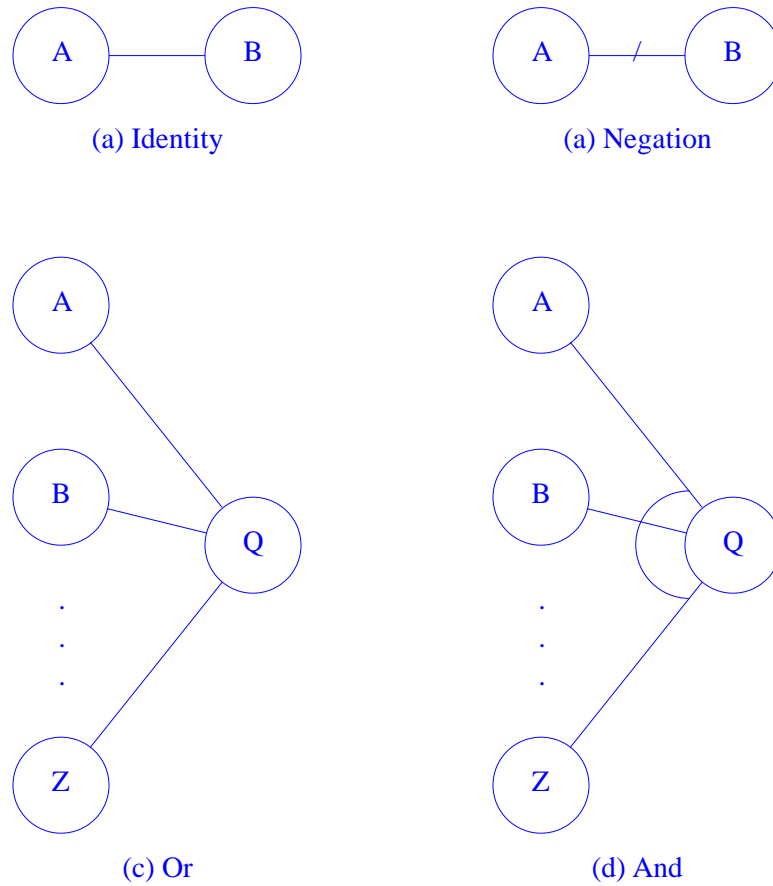 A B
A / B
(a) Identity
(a) Negation
A
A
B
B
Q
Q
.
.
.
.
.
.
Z
Z
(c) Or
(d) And